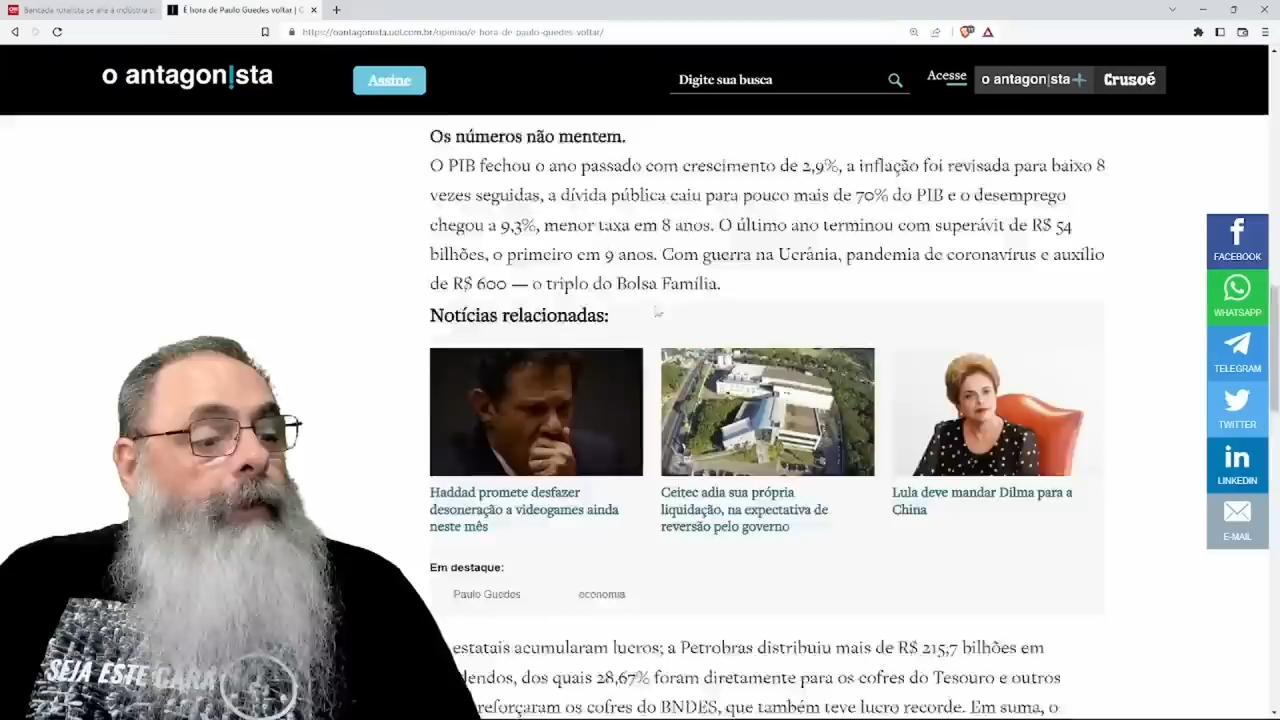 Bancada ruralista se alia à indústria
É hora de Paulo Guedes voltar |
https://oantagonista.uol.com.br/opiniao/e-hora-de-paulo-guedes-voltar/
o antagon!sta
Assine
Digite sua busca
Acesse
o antagon|sta+
Crusoé
Os números não mentem.
O PIB fechou o ano passado com crescimento de 2,9%, a inflação foi revisada para baixo 8
vezes seguidas, a dívida pública caiu para pouco mais de 70% do PIB e o desemprego
chegou a 9,3%, menor taxa em 8 anos. O último ano terminou com superávit de R$ 54
bilhões, o primeiro em 9 anos. Com guerra na Ucrânia, pandemia de coronavírus e auxílio
de R$ 600 — o triplo do Bolsa Família.
Notícias relacionadas:
Haddad promete desfazer
desoneração a videogames ainda
neste mês
Ceitec adia sua própria
liquidação, na expectativa de
reversão pelo governo
Lula deve mandar Dilma para a
China
Em destaque:
Paulo Guedes
economia
estatais acumularam lucros; a Petrobras distribuiu mais de R$ 215,7 bilhões em
dendos, dos quais 28,67% foram diretamente para os cofres do Tesouro e outros
reforçaram os cofres do BNDES, que também teve lucro recorde. Em suma, o
FACEBOOK
WHATSAPP
TELEGRAM
TWITTER
LINKEDIN
E-MAIL
SEJA ESTE CARA